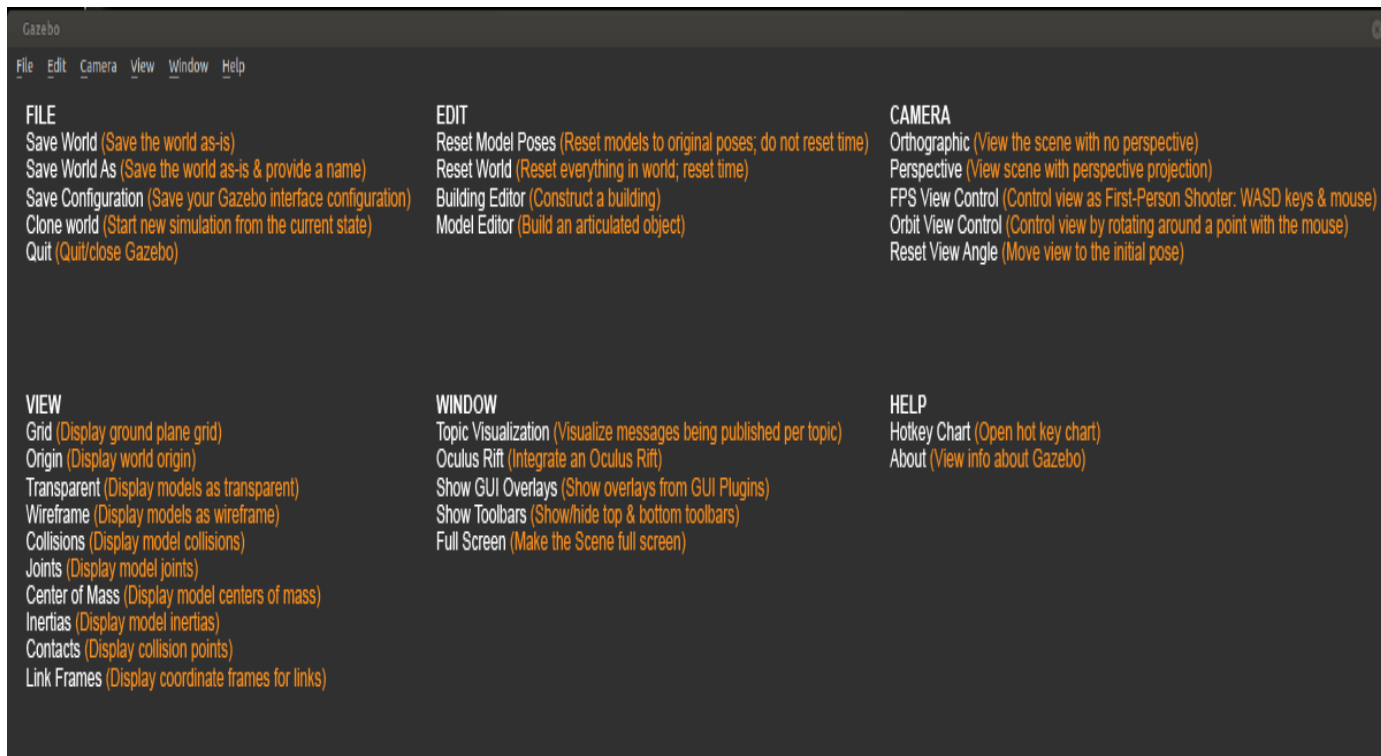 Gazebo
File Edit Camera View Window Help
FILE
Save World (Save the world as-is)
Save World As (Save the world as-is & provide a name)
Save Configuration (Save your Gazebo interface configuration)
Clone world (Start new simulation from the current state)
Quit (Quit/close Gazebo)
EDIT
Reset Model Poses (Reset models to original poses; do not reset time)
Reset World (Reset everything in world; reset time)
Building Editor (Construct a building)
Model Editor (Build an articulated object)
CAMERA
Orthographic (View the scene with no perspective)
Perspective (View scene with perspective projection)
FPS View Control (Control view as First-Person Shooter: WASD keys & mouse)
Orbit View Control (Control view by rotating around a point with the mouse)
Reset View Angle (Move view to the initial pose)
VIEW
Grid (Display ground plane grid)
Origin (Display world origin)
Transparent (Display models as transparent)
Wireframe (Display models as wireframe)
Collisions (Display model collisions)
Joints (Display model joints)
Center of Mass (Display model centers of mass)
Inertias (Display model inertias)
Contacts (Display collision points)
Link Frames (Display coordinate frames for links)
WINDOW
Topic Visualization (Visualize messages being published per topic)
Oculus Rift (Integrate an Oculus Rift)
Show GUI Overlays (Show overlays from GUI Plugins)
Show Toolbars (Show/hide top & bottom toolbars)
Full Screen (Make the Scene full screen)
HELP
Hotkey Chart (Open hot key chart)
About (View info about Gazebo)